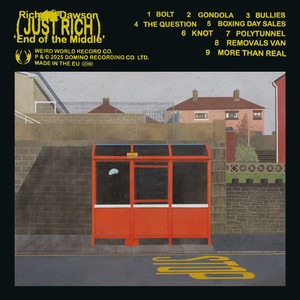 Richard Dawson
(JUST RICH)
'End of the Middle'
WEIRD WORLD RECORD CO.
℗ & © 2025 DOMINO RECORDING CO. LTD.
MADE IN THE EU
1 BOLT 2 GONDOLA 3 BULLIES
4 THE QUESTION 5 BOXING DAY SALES
6 KNOT 7 POLYTUNNEL
8 REMOVALS VAN
9 MORE THAN REAL
STOP